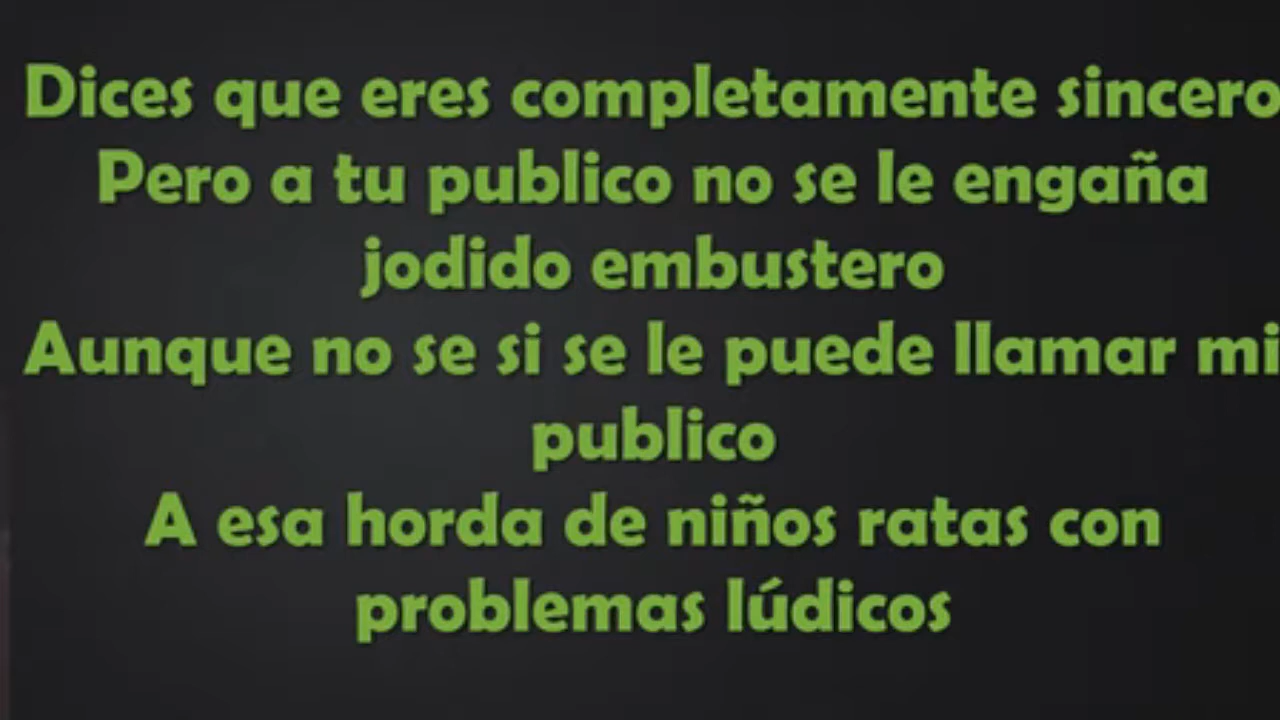 Dices que eres completamente sincero
Pero a tu publico no se le engaña
jodido embustero
Aunque no se si se le puede llamar mi
publico
A esa horda de niños ratas con
problemas lúdicos